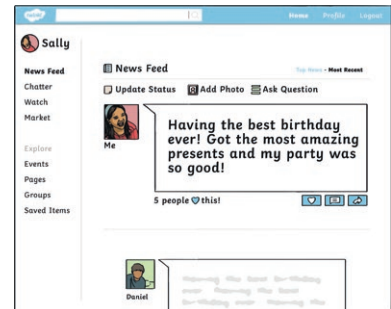 Home Profile Logout
Sally
News Feed
Chatter
Watch
Market
Explore
Events
Pages
Groups
Saved Items
News Feed
Top News • Most Recent
Update Status Add Photo Ask Question
Me
Having the best birthday
ever! Got the most amazing
presents and my party was
so good!
5 people this!
Daniel